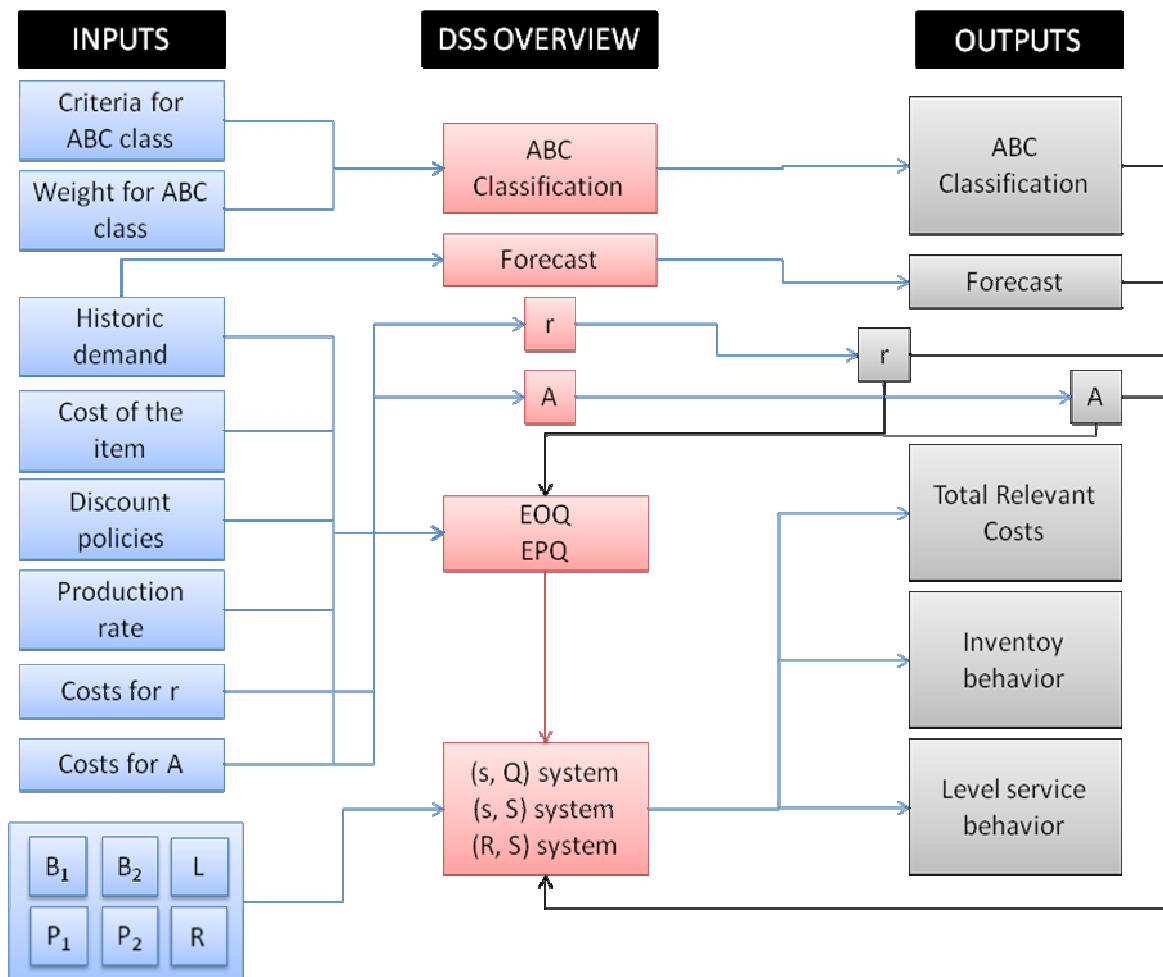 INPUTS
DSS OVERVIEW
OUTPUTS
Criteria for
ABC class
Weight for ABC
class
Historic
demand
Cost of the
item
Discount
policies
Production
rate
Costs for r
Costs for A
B₁ B₂ L
P₁ P₂ R
ABC
Classification
Forecast
r
A
EOQ
EPQ
(s, Q) system
(s, S) system
(R, S) system
ABC
Classification
Forecast
r
A
Total Relevant
Costs
Inventoy
behavior
Level service
behavior